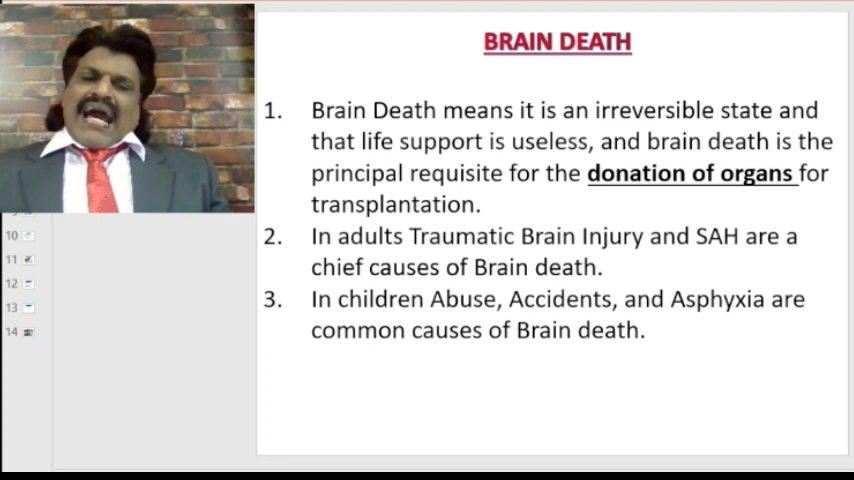 BRAIN DEATH
1. Brain Death means it is an irreversible state and
that life support is useless, and brain death is the
principal requisite for the donation of organs for
transplantation.
2. In adults Traumatic Brain Injury and SAH are a
chief causes of Brain death.
3. In children Abuse, Accidents, and Asphyxia are
common causes of Brain death.
10
11
12
13
14